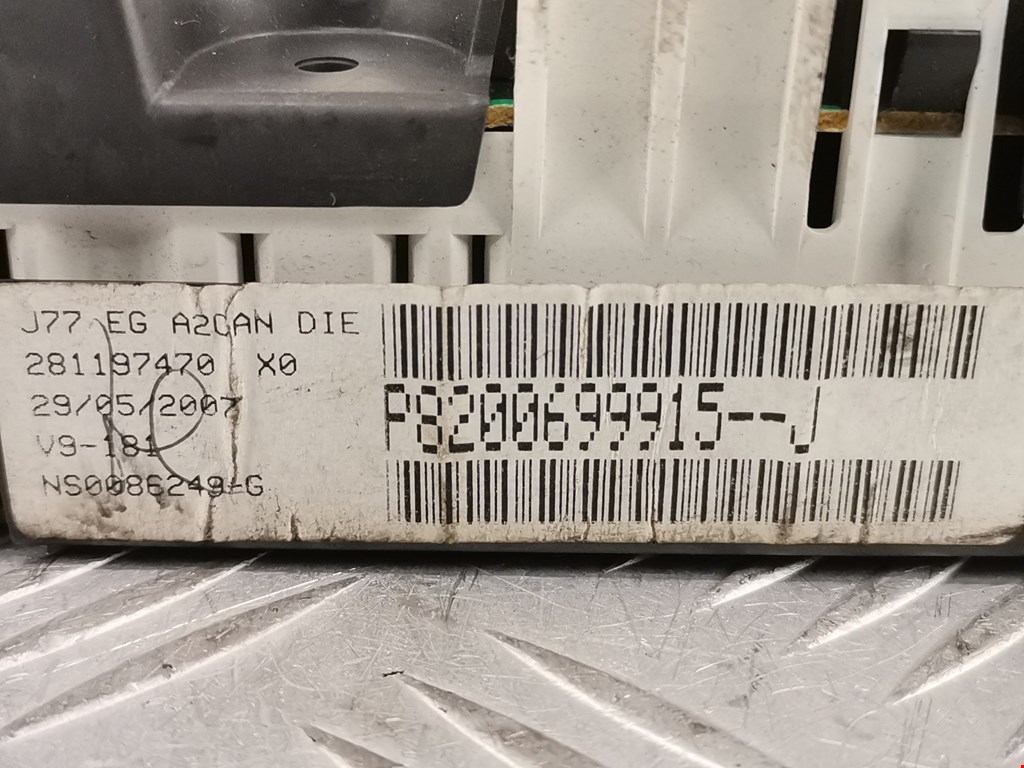 J77 EG A2CAN DIE
281197470 X0
29/05/2007
V9-181
NS0086249-G
P8200699915--J